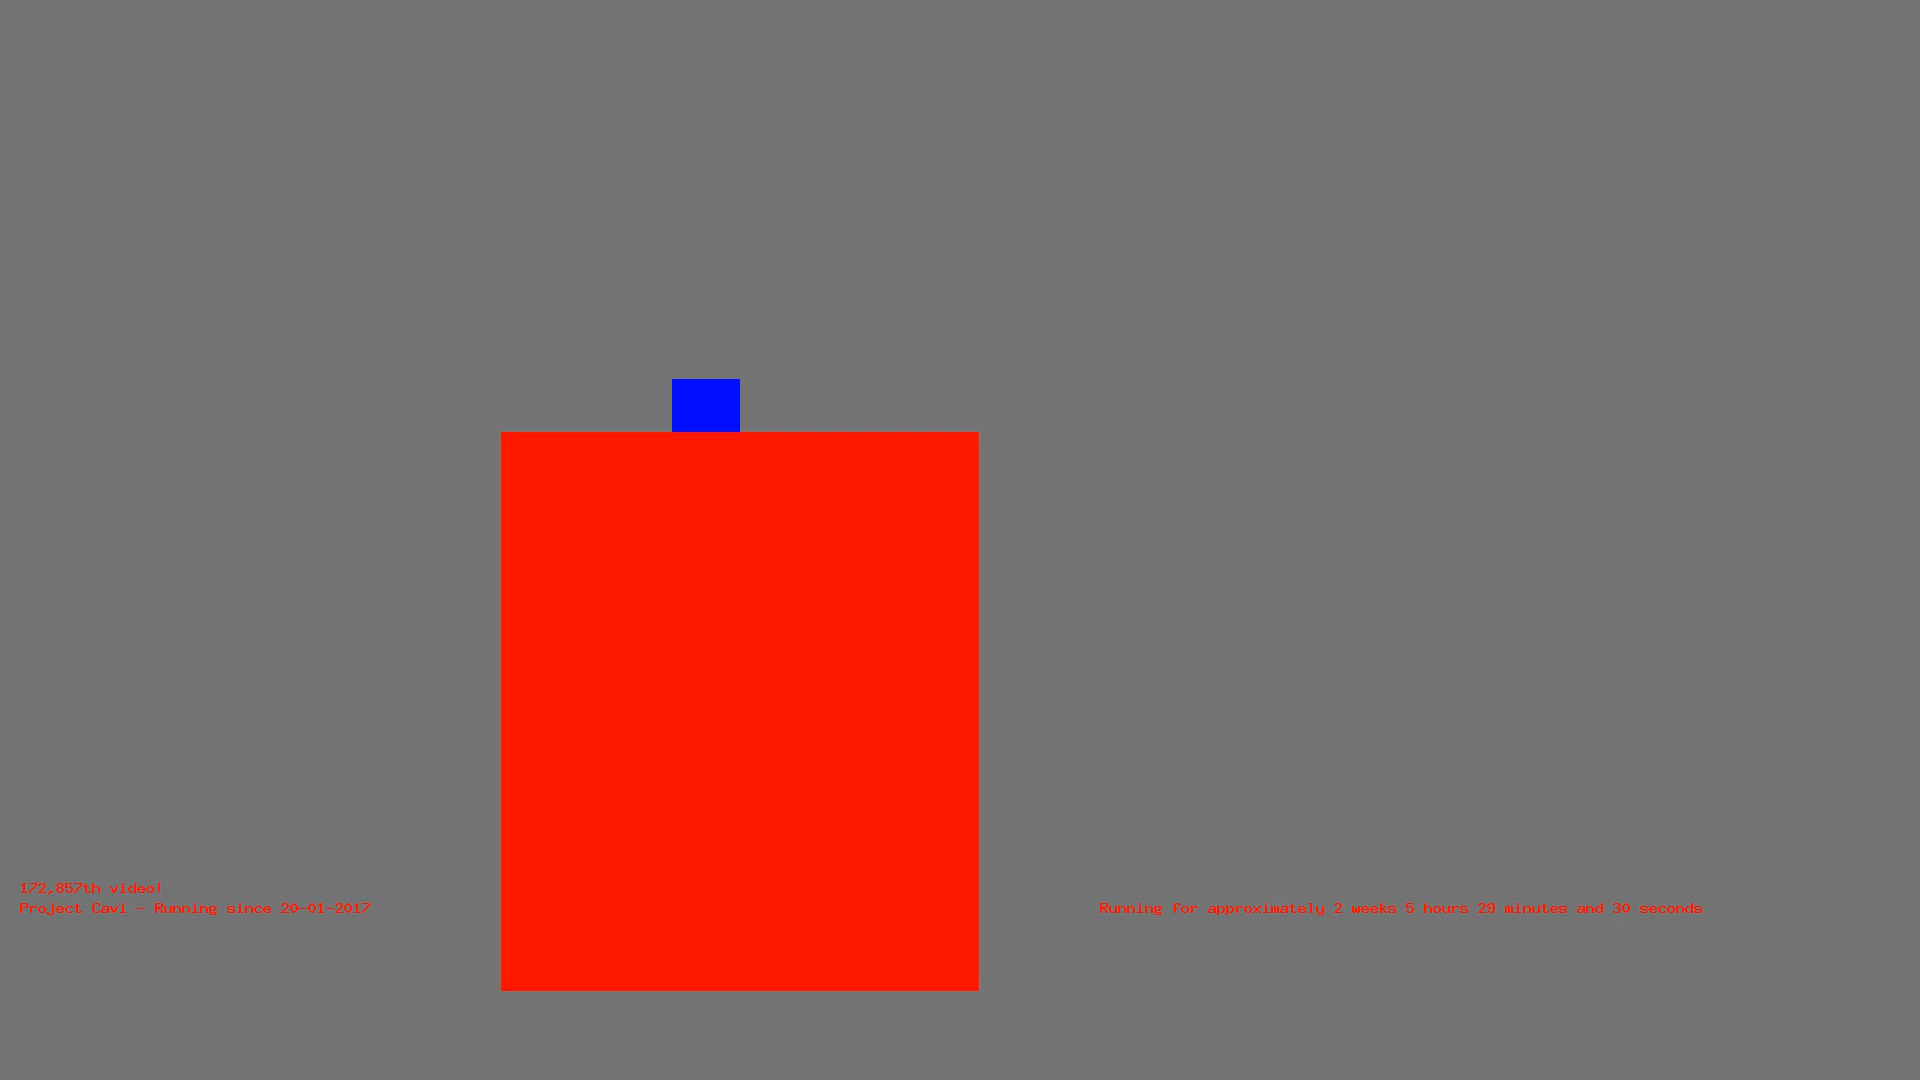 172,857th video!
Project Cavi - Running since 20-01-2017
Running for approximately 2 weeks 5 hours 29 minutes and 30 seconds